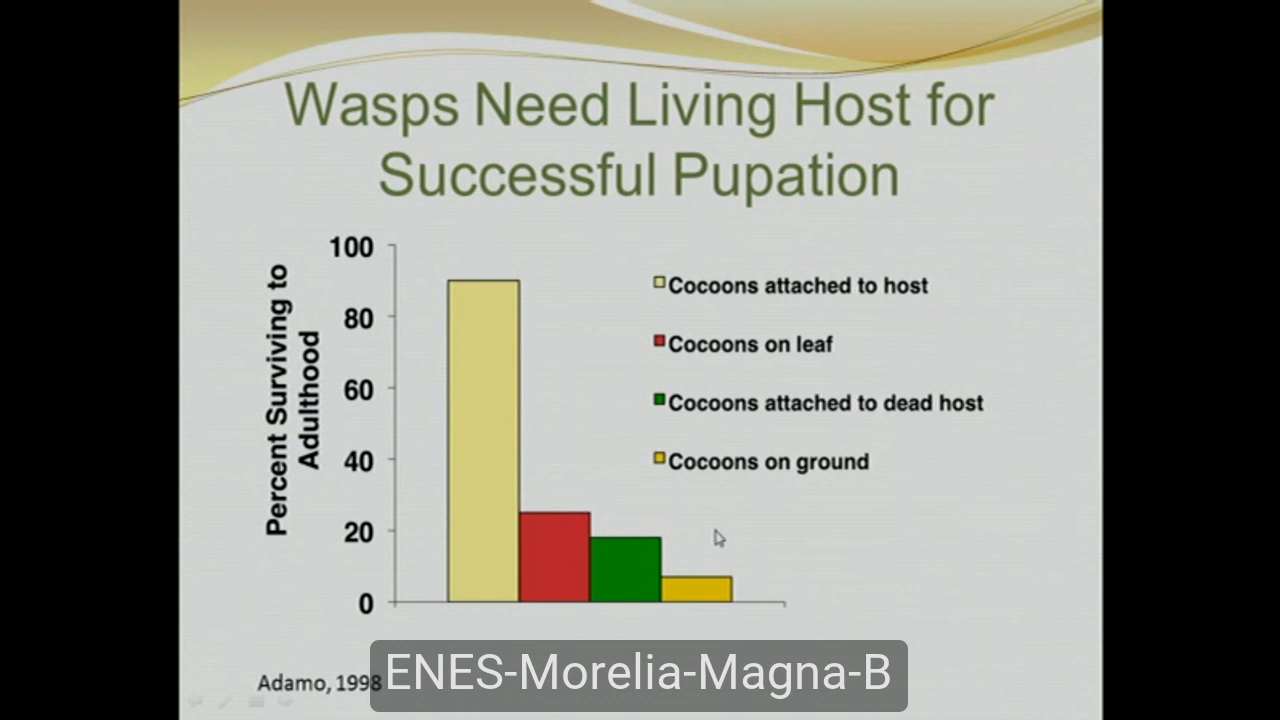 Wasps Need Living Host for
Successful Pupation
Percent Surviving to
Adulthood
100
80
60
40
20
0
Cocoons attached to host
Cocoons on leaf
Cocoons attached to dead host
Cocoons on ground
Adamo, 1998
ENES-Morelia-Magna-B